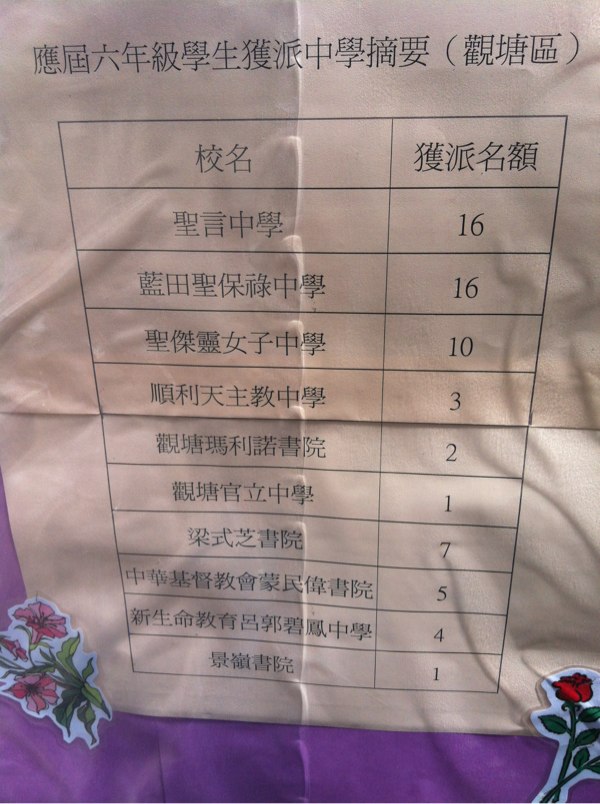 應屆六年級學生獲派中學摘要（觀塘區）
校名 獲派名額
聖言中學 16
藍田聖保祿中學 16
聖傑靈女子中學 10
順利天主教中學 3
觀塘瑪利諾書院 2
觀塘官立中學 1
梁式芝書院 7
中華基督教會蒙民偉書院 5
新生命教育呂郭碧鳳中學 4
景嶺書院 1